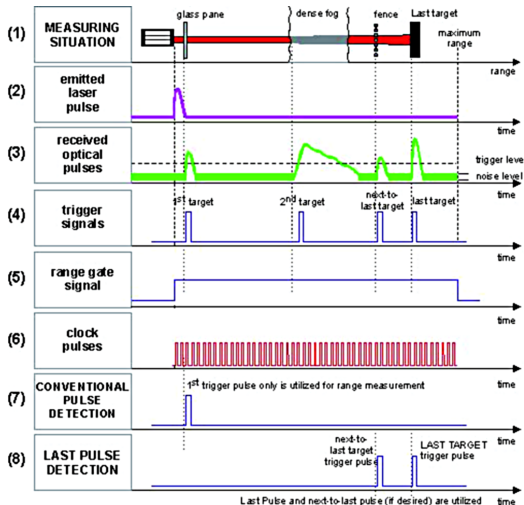 glass pane
dense fog
fence
Last target
(1)
MEASURING
SITUATION
maximum
range
range
(2)
emitted
laser
pulse
time
(3)
received
optical
pulses
trigger leve
noise level
time
(4)
trigger
signals
1st target
2nd target
next-to
last target
last target
time
(5)
range gate
signal
time
(6)
clock
pulses
time
(7)
CONVENTIONAL
PULSE
DETECTION
1st trigger pulse only is utilized for range measurement
time
(8)
LAST PULSE
DETECTION
next-to-
last target
trigger pulse
LAST TARGET
trigger pulse
time
Last Pulse and next-to-last pulse (if desired) are utilized